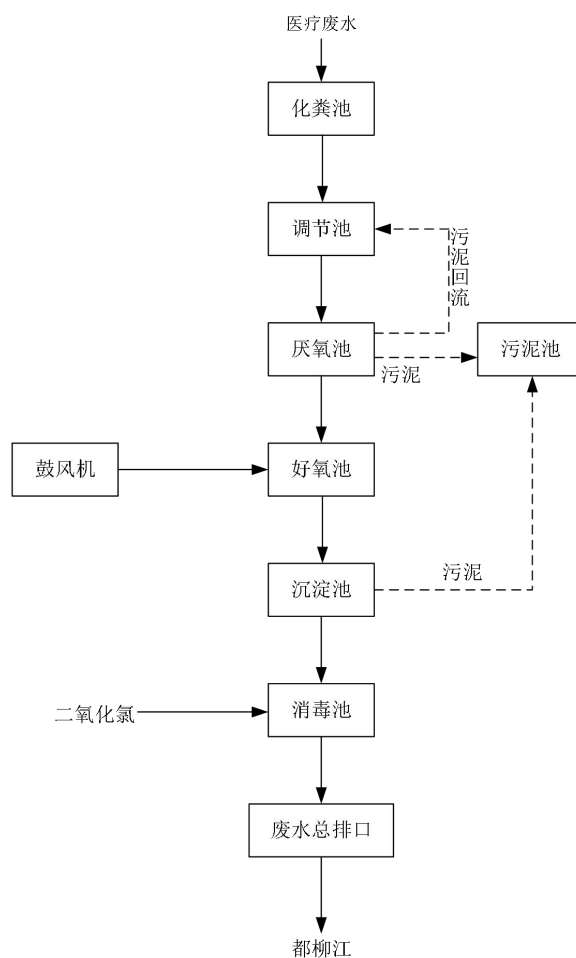 医疗废水
化粪池
调节池
污泥回流
厌氧池
污泥池
污泥
鼓风机
好氧池
沉淀池
污泥
二氧化氯
消毒池
废水总排口
都柳江